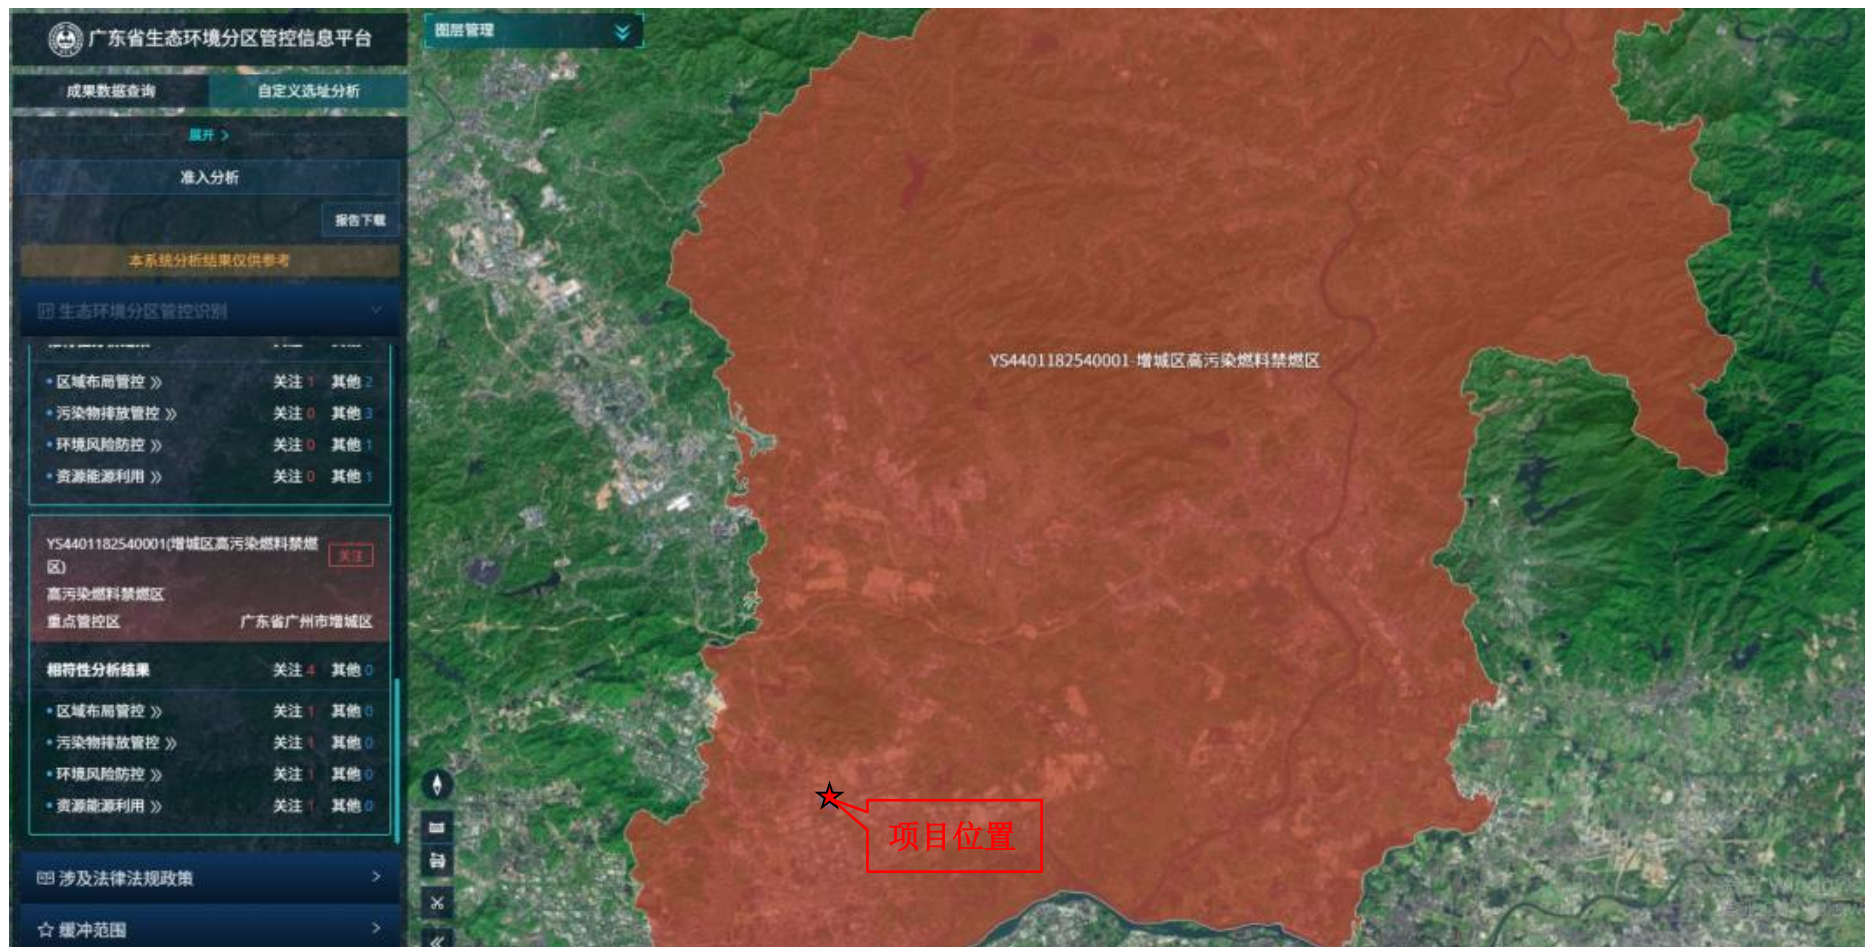 广东省生态环境分区管控信息平台
成果数据查询
自定义选址分析
展开 >
准入分析
报告下载
本系统分析结果仅供参考
生态环境分区管控识别
区域布局管控 》 关注 1 其他 2
污染物排放管控 》 关注 0 其他 3
环境风险防控 》 关注 0 其他 1
资源能源利用 》 关注 0 其他 1
YS4401182540001(增城区高污染燃料禁燃
区)
关注
高污染燃料禁燃区
重点管控区 广东省广州市增城区
相符性分析结果 关注 4 其他 0
区域布局管控 》 关注 1 其他 0
污染物排放管控 》 关注 1 其他 0
环境风险防控 》 关注 1 其他 0
资源能源利用 》 关注 1 其他 0
涉及法律法规政策 >
缓冲范围 >
图层管理
YS4401182540001-增城区高污染燃料禁燃区
项目位置